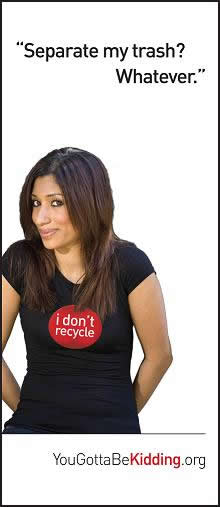 “Separate my trash?
Whatever.”
i don't
recycle
YouGottaBeKidding.org